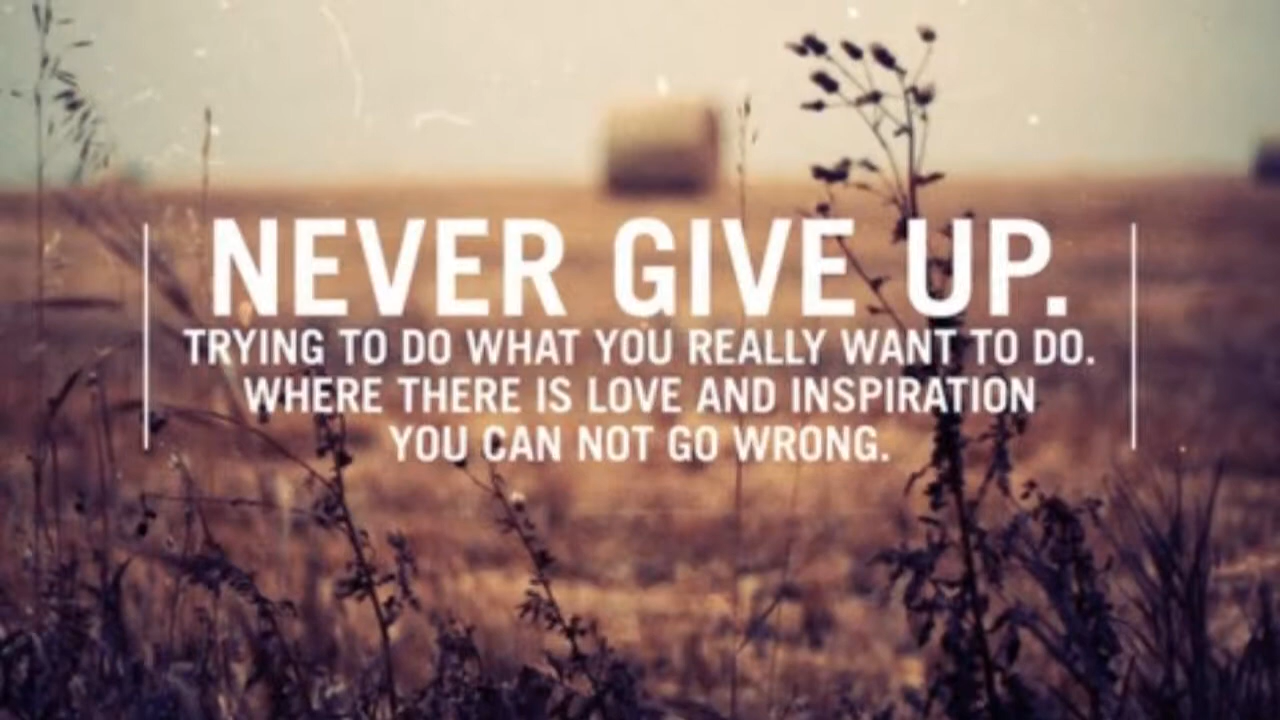 NEVER GIVE UP.
TRYING TO DO WHAT YOU REALLY WANT TO DO.
WHERE THERE IS LOVE AND INSPIRATION
YOU CAN NOT GO WRONG.